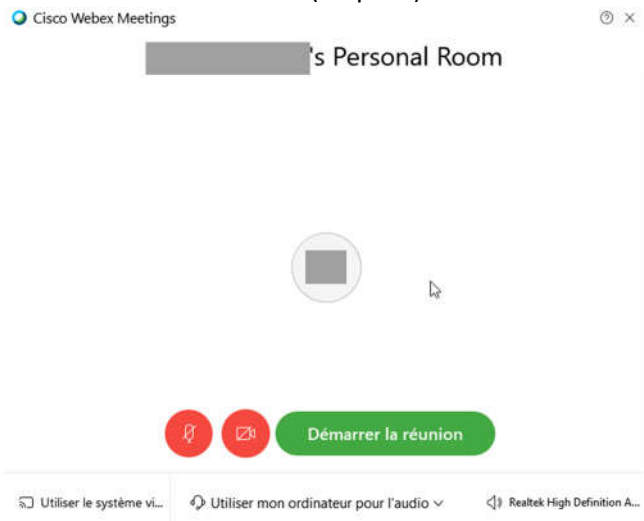 Cisco Webex Meetings
's Personal Room
Démarrer la réunion
Utiliser le système vi...
Utiliser mon ordinateur pour l'audio
Realtek High Definition A...